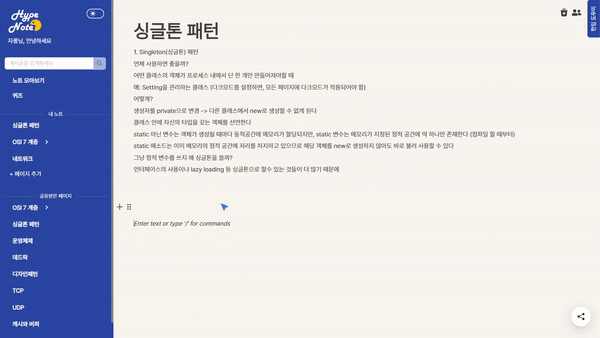 Hype
Note
자몽님, 안녕하세요
노트 모아보기
퀴즈
내 노트
싱글톤 패턴
OSI 7 계층
네트워크
+ 페이지 추가
공유받은 페이지
OSI 7 계층
싱글톤 패턴
운영체제
데드락
디자인패턴
TCP
UDP
캐시와 버퍼
싱글톤 패턴
1. Singleton(싱글톤) 패턴
언제 사용하면 좋을까?
어떤 클래스의 객체가 프로세스 내에서 단 한 개만 만들어져야할 때
예: Setting을 관리하는 클래스 (다크모드를 설정하면, 모든 페이지에 다크모드가 적용되어야 함)
어떻게?
생성자를 private으로 변경 -> 다른 클래스에서 new로 생성할 수 없게 된다
클래스 안에 자신의 타입을 갖는 객체를 선언한다
static 아닌 변수는 객체가 생성될 때마다 동적공간에 메모리가 할당되지만, static 변수는 메모리가 지정된 정적 공간에 딱 하나만 존재한다 (컴파일 할 때부터)
static 메소드는 이미 메모리의 정적 공간에 자리를 차지하고 있으므로 해당 객체를 new로 생성하지 않아도 바로 불러 사용할 수 있다
그냥 정적 변수를 쓰지 왜 싱글톤을 쓸까?
인터페이스의 사용이나 lazy loading 등 싱글톤으로 할수 있는 것들이 더 많기 때문에
Enter text or type '/' for commands